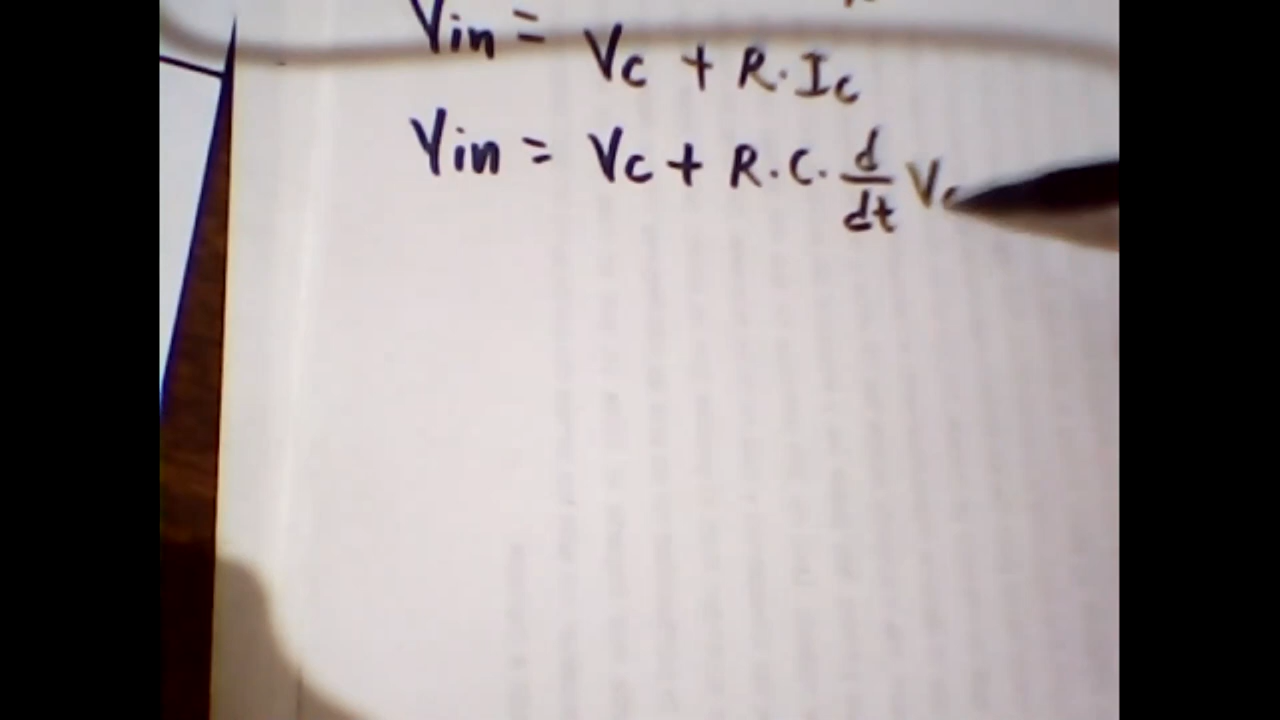 Vin = Vc + R. Ic
Vin = Vc + R.C. d/dt Vc